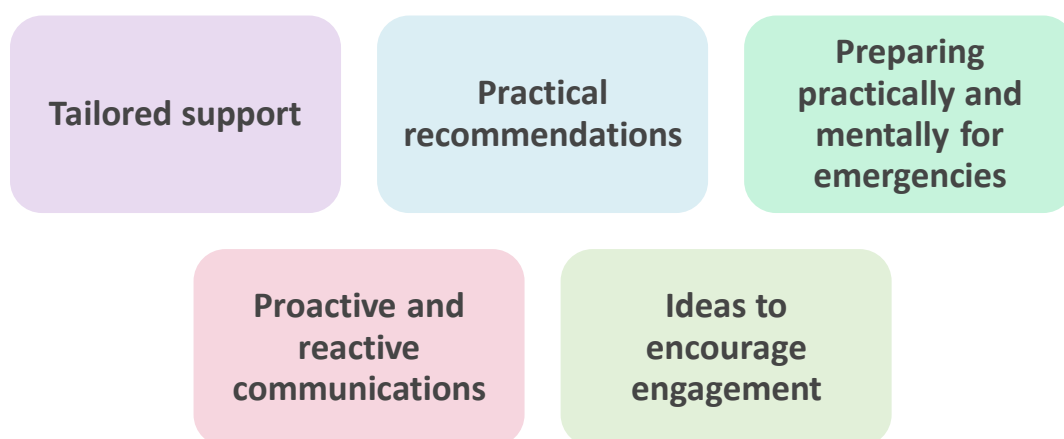 Tailored support
Practical
recommendations
Preparing
practically and
mentally for
emergencies
Proactive and
reactive
communications
Ideas to
encourage
engagement